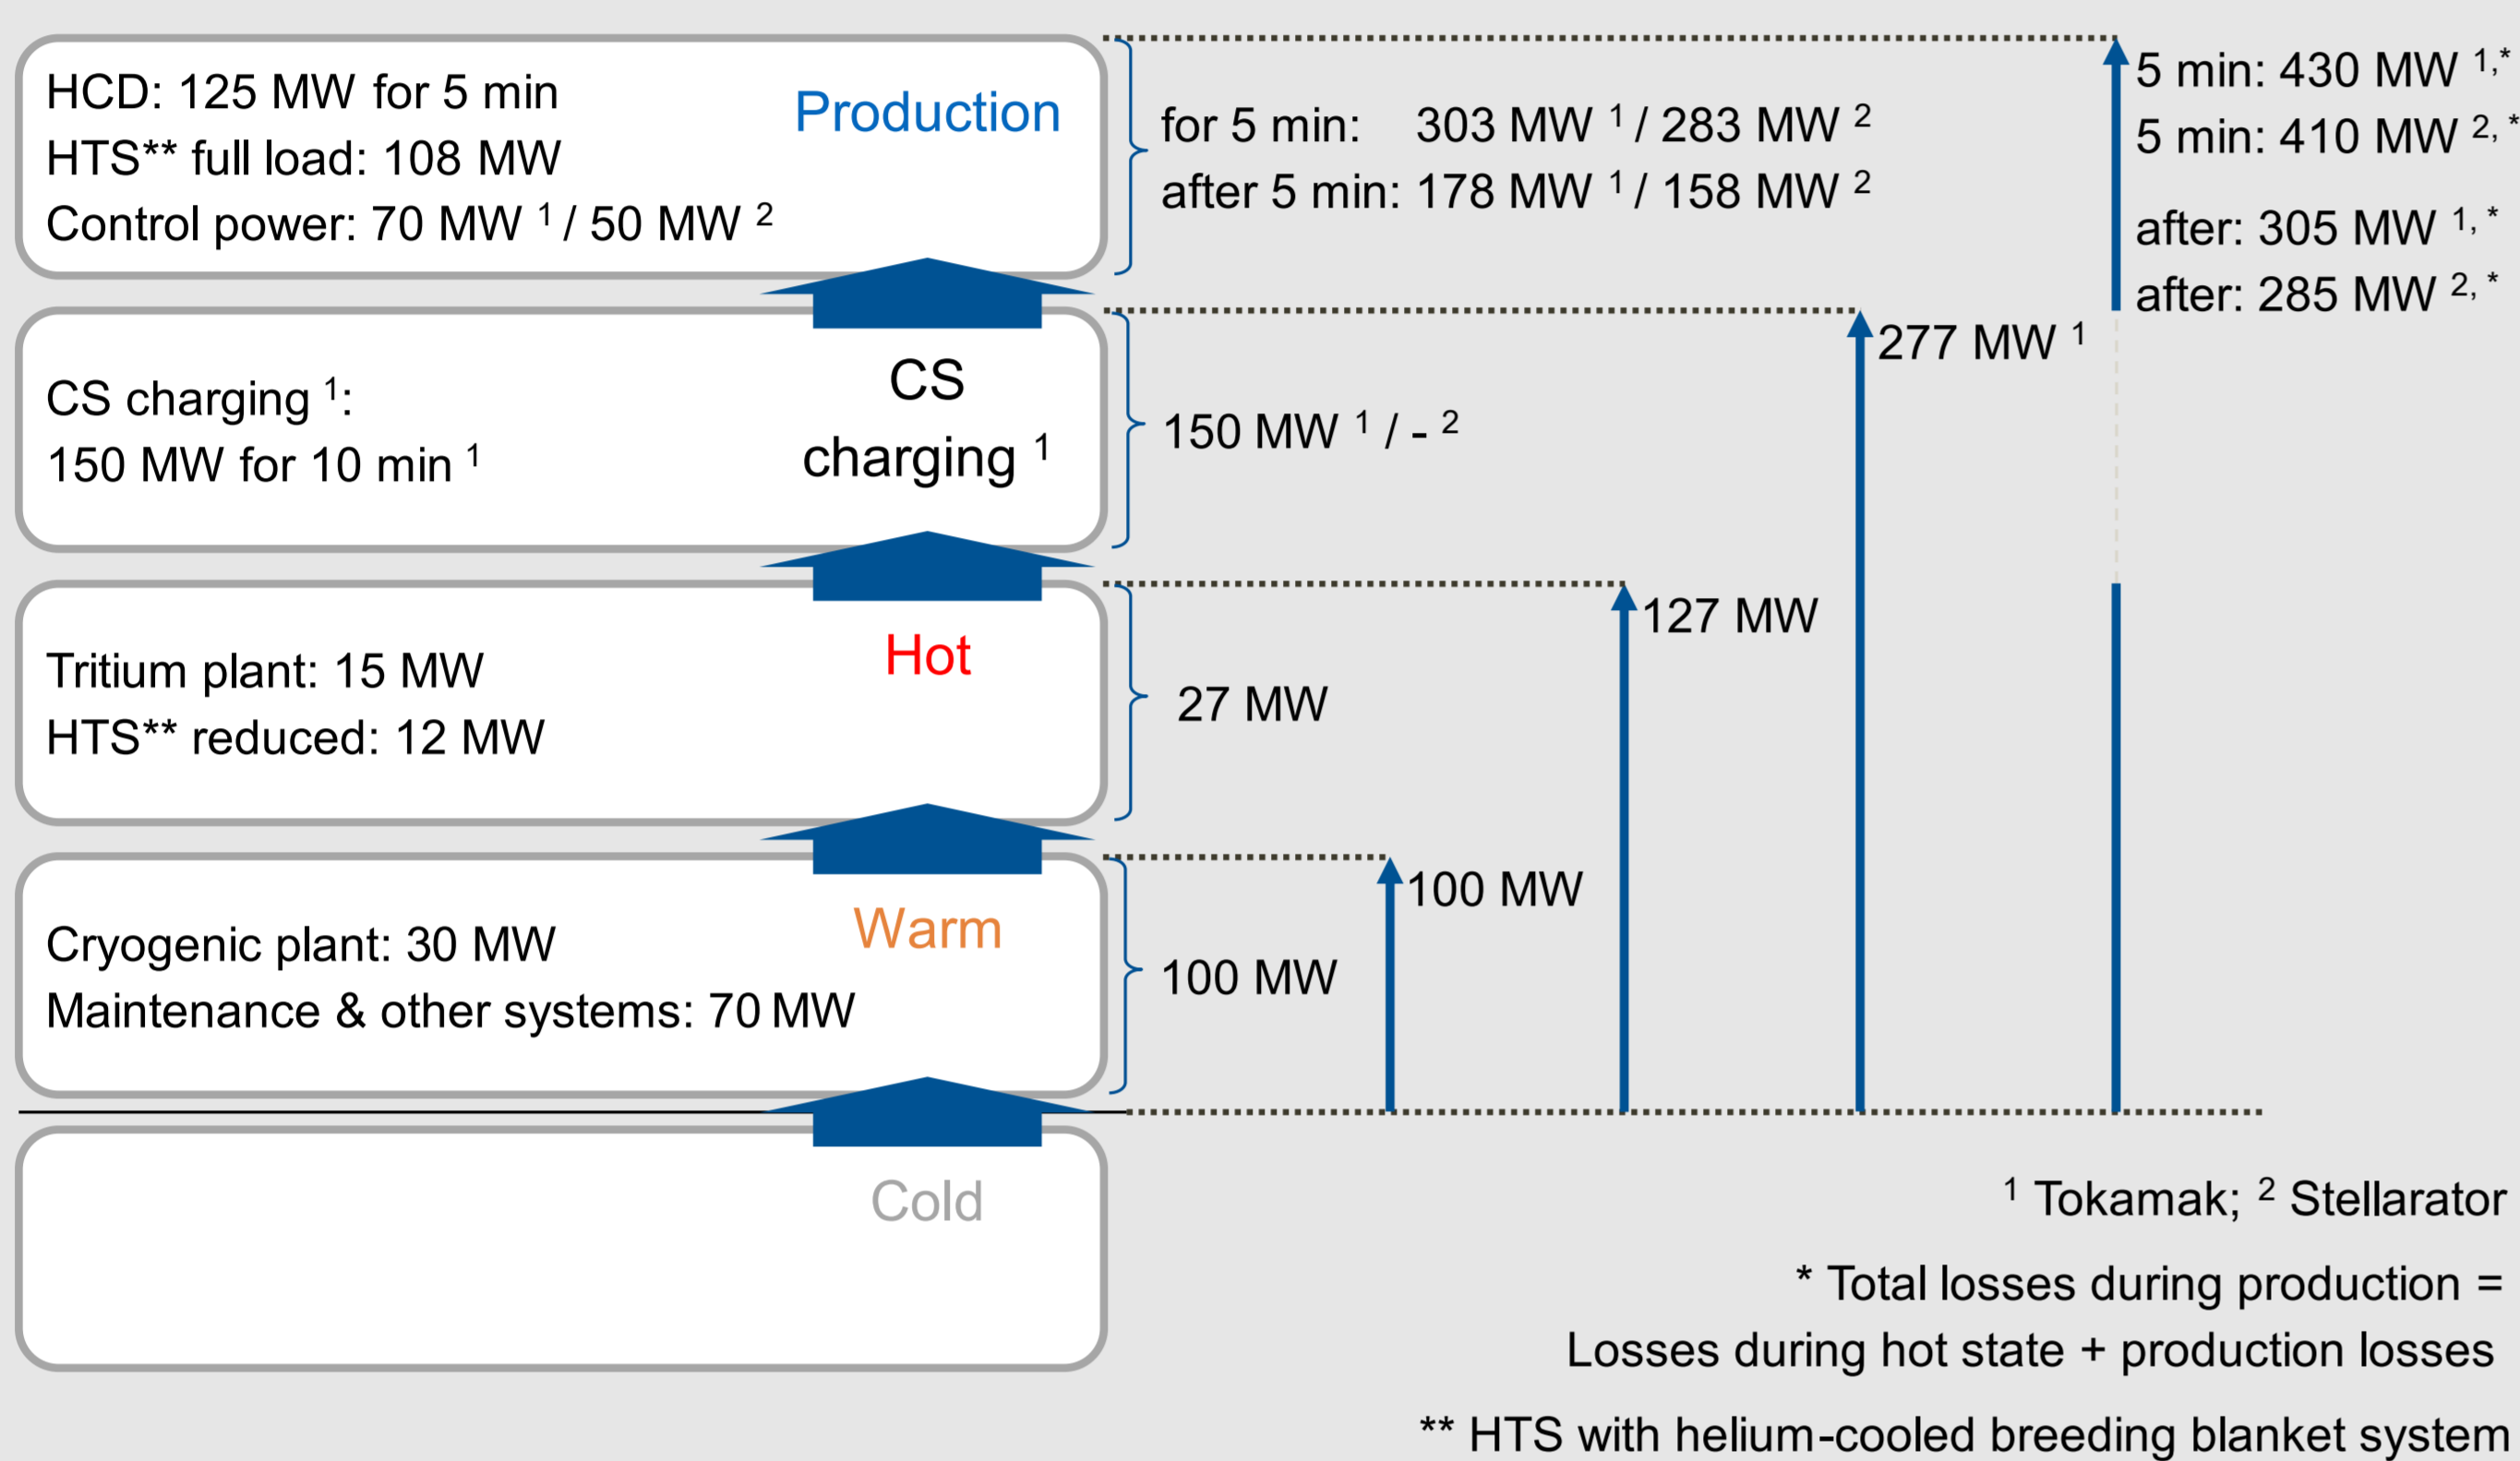 HCD: 125 MW for 5 min
HTS** full load: 108 MW
Control power: 70 MW ¹ / 50 MW ²
Production
for 5 min: 303 MW ¹ / 283 MW ²
after 5 min: 178 MW ¹ / 158 MW ²
5 min: 430 MW ¹,*
5 min: 410 MW ², *
after: 305 MW ¹, *
after: 285 MW ², *
CS charging ¹:
150 MW for 10 min ¹
CS
charging ¹
150 MW ¹ / - ²
277 MW ¹
Tritium plant: 15 MW
HTS** reduced: 12 MW
Hot
27 MW
127 MW
Cryogenic plant: 30 MW
Maintenance & other systems: 70 MW
Warm
100 MW
100 MW
Cold
¹ Tokamak; ² Stellarator
* Total losses during production =
Losses during hot state + production losses
** HTS with helium-cooled breeding blanket system